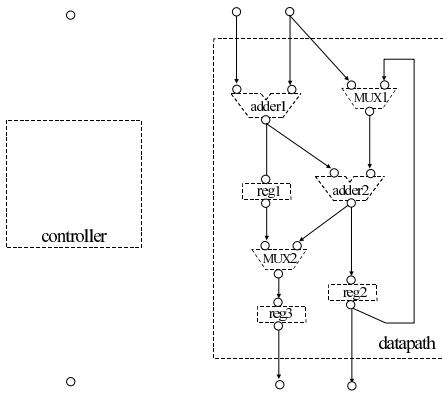 MUX1
adder1
adder2
reg1
controller
MUX2
reg2
reg3
datapath